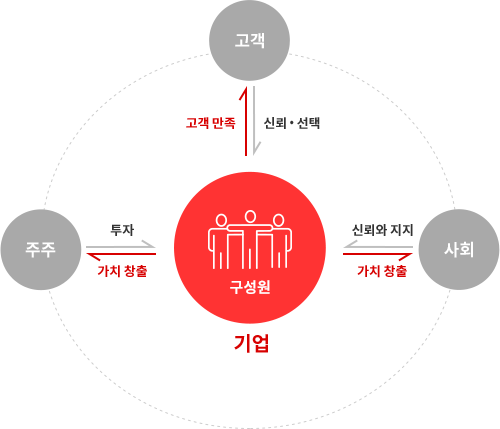 고객
고객 만족
신뢰 • 선택
주주
투자
가치 창출
구성원
기업
신뢰와 지지
가치 창출
사회